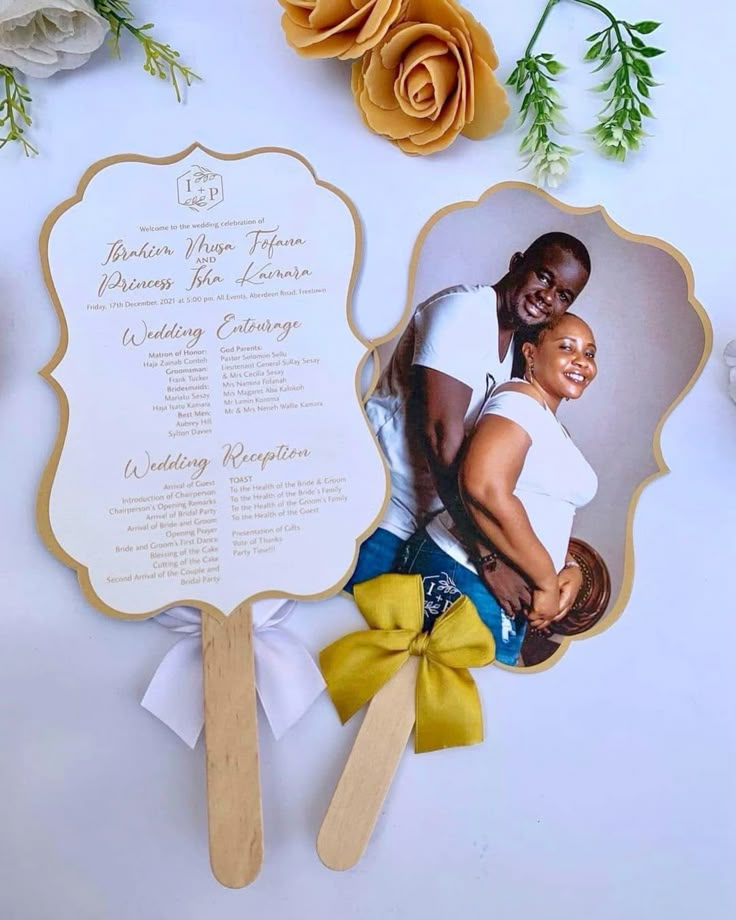 I + P
Welcome to the wedding celebration of
Ibrahim Musa Fofana
AND
Princess Isha Kamara
Friday, 17th December, 2021 at 5:00 pm, All Events, Aberdeen Road, Freetown
Wedding Entourage
Matron of Honor:
Haja Zainab Conteh
Groomsman:
Frank Tucker
Bridesmaids:
Marialu Sesay
Haja Isatu Kamara
Best Men:
Aubrey Hill
Sylton Davies
God Parents:
Pastor Solomon Sellu
Lieutenant General Sullay Sesay
& Mrs Cecilia Sesay
Mrs Namina Fofanah
Mrs Margaret Abu Kalokoh
Mr Lamin Konteh
Mr & Mrs Neneh Wallie Kamara
Wedding Reception
Arrival of Guest
Introduction of Chairperson
Chairperson's Opening Remarks
Arrival of Bridal Party
Arrival of Bride and Groom
Opening Prayer
Bride and Groom's First Dance
Blessing of the Cake
Cutting of the Cake
Second Arrival of the Couple and
Bridal Party
TOAST
To the Health of the Bride & Groom
To the Health of the Bride's Family
To the Health of the Groom's Family
To the Health of the Guest
Presentation of Gifts
Vote of Thanks
Party Time!!!
I
+
P